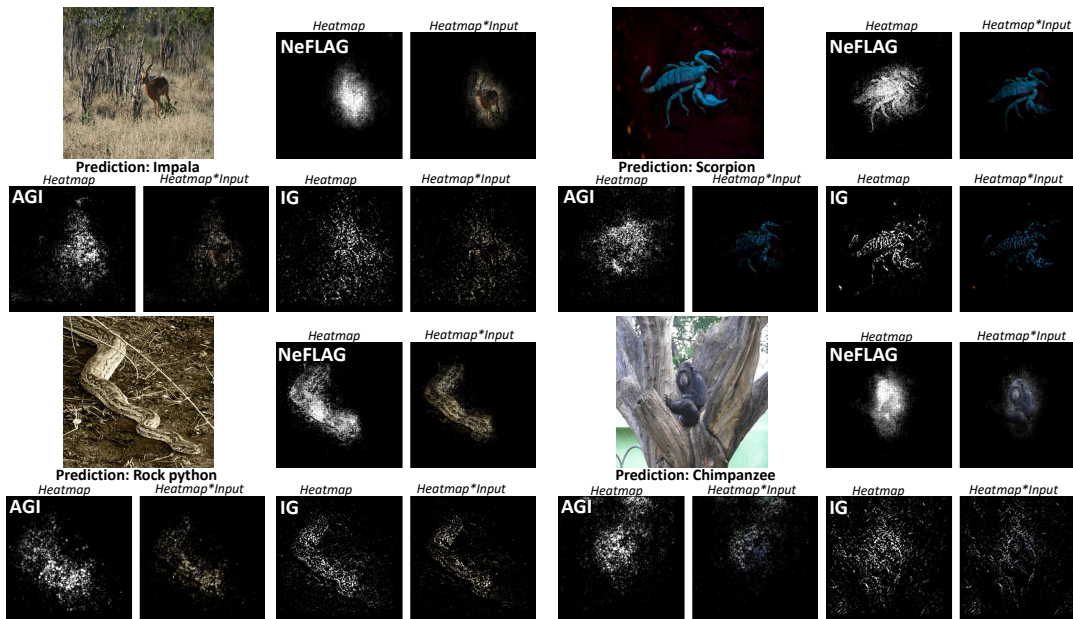 Heatmap Heatmap*Input
NeFLAG
Prediction: Impala
Heatmap Heatmap*Input Heatmap Heatmap*Input
AGI IG
Heatmap Heatmap*Input
NeFLAG
Prediction: Scorpion
Heatmap Heatmap*Input Heatmap Heatmap*Input
AGI IG
Heatmap Heatmap*Input
NeFLAG
Prediction: Rock python
Heatmap Heatmap*Input Heatmap Heatmap*Input
AGI IG
Heatmap Heatmap*Input
NeFLAG
Prediction: Chimpanzee
Heatmap Heatmap*Input Heatmap Heatmap*Input
AGI IG